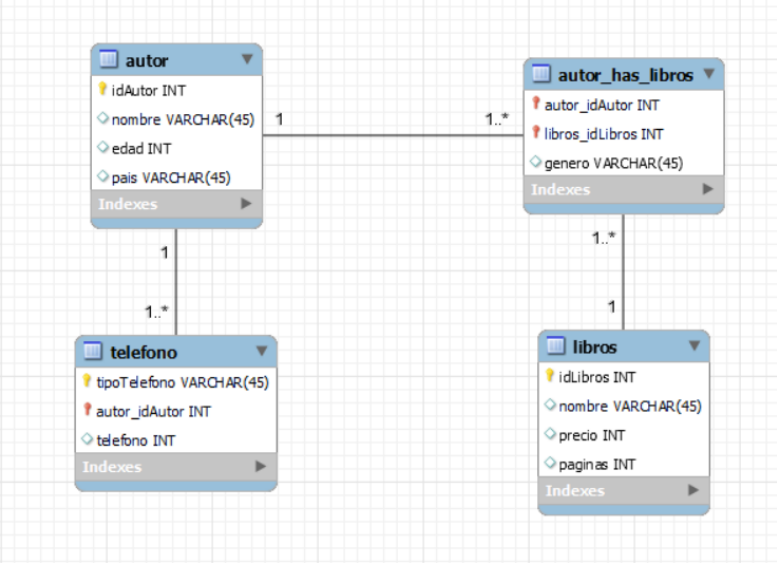 autor
idAutor INT
nombre VARCHAR(45)
edad INT
pais VARCHAR(45)
Indexes
1
1..*
autor_has_libros
autor_idAutor INT
libros_idLibros INT
genero VARCHAR(45)
Indexes
1
1..*
telefono
tipoTelefono VARCHAR(45)
autor_idAutor INT
telefono INT
Indexes
1..*
1
libros
idLibros INT
nombre VARCHAR(45)
precio INT
paginas INT
Indexes